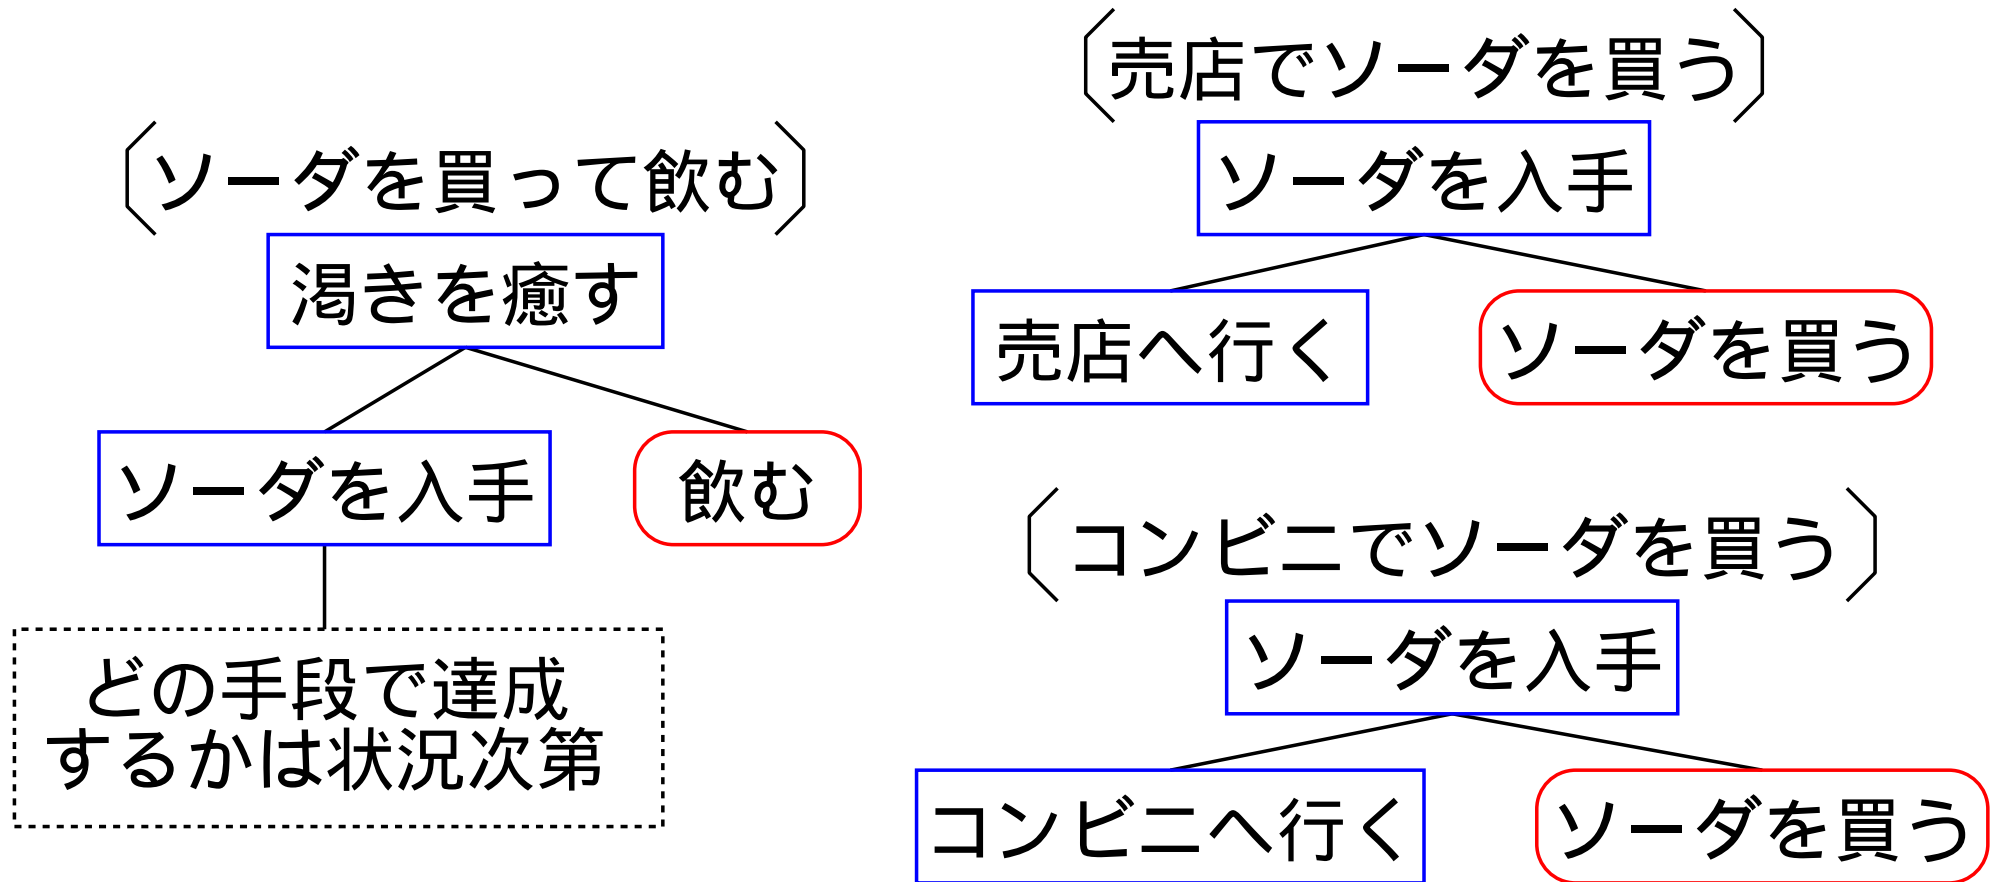 〔ソーダを買って飲む〕
渇きを癒す
ソーダを入手
飲む
どの手段で達成
するかは状況次第
〔売店でソーダを買う〕
ソーダを入手
売店へ行く
ソーダを買う
〔コンビニでソーダを買う〕
ソーダを入手
コンビニへ行く
ソーダを買う